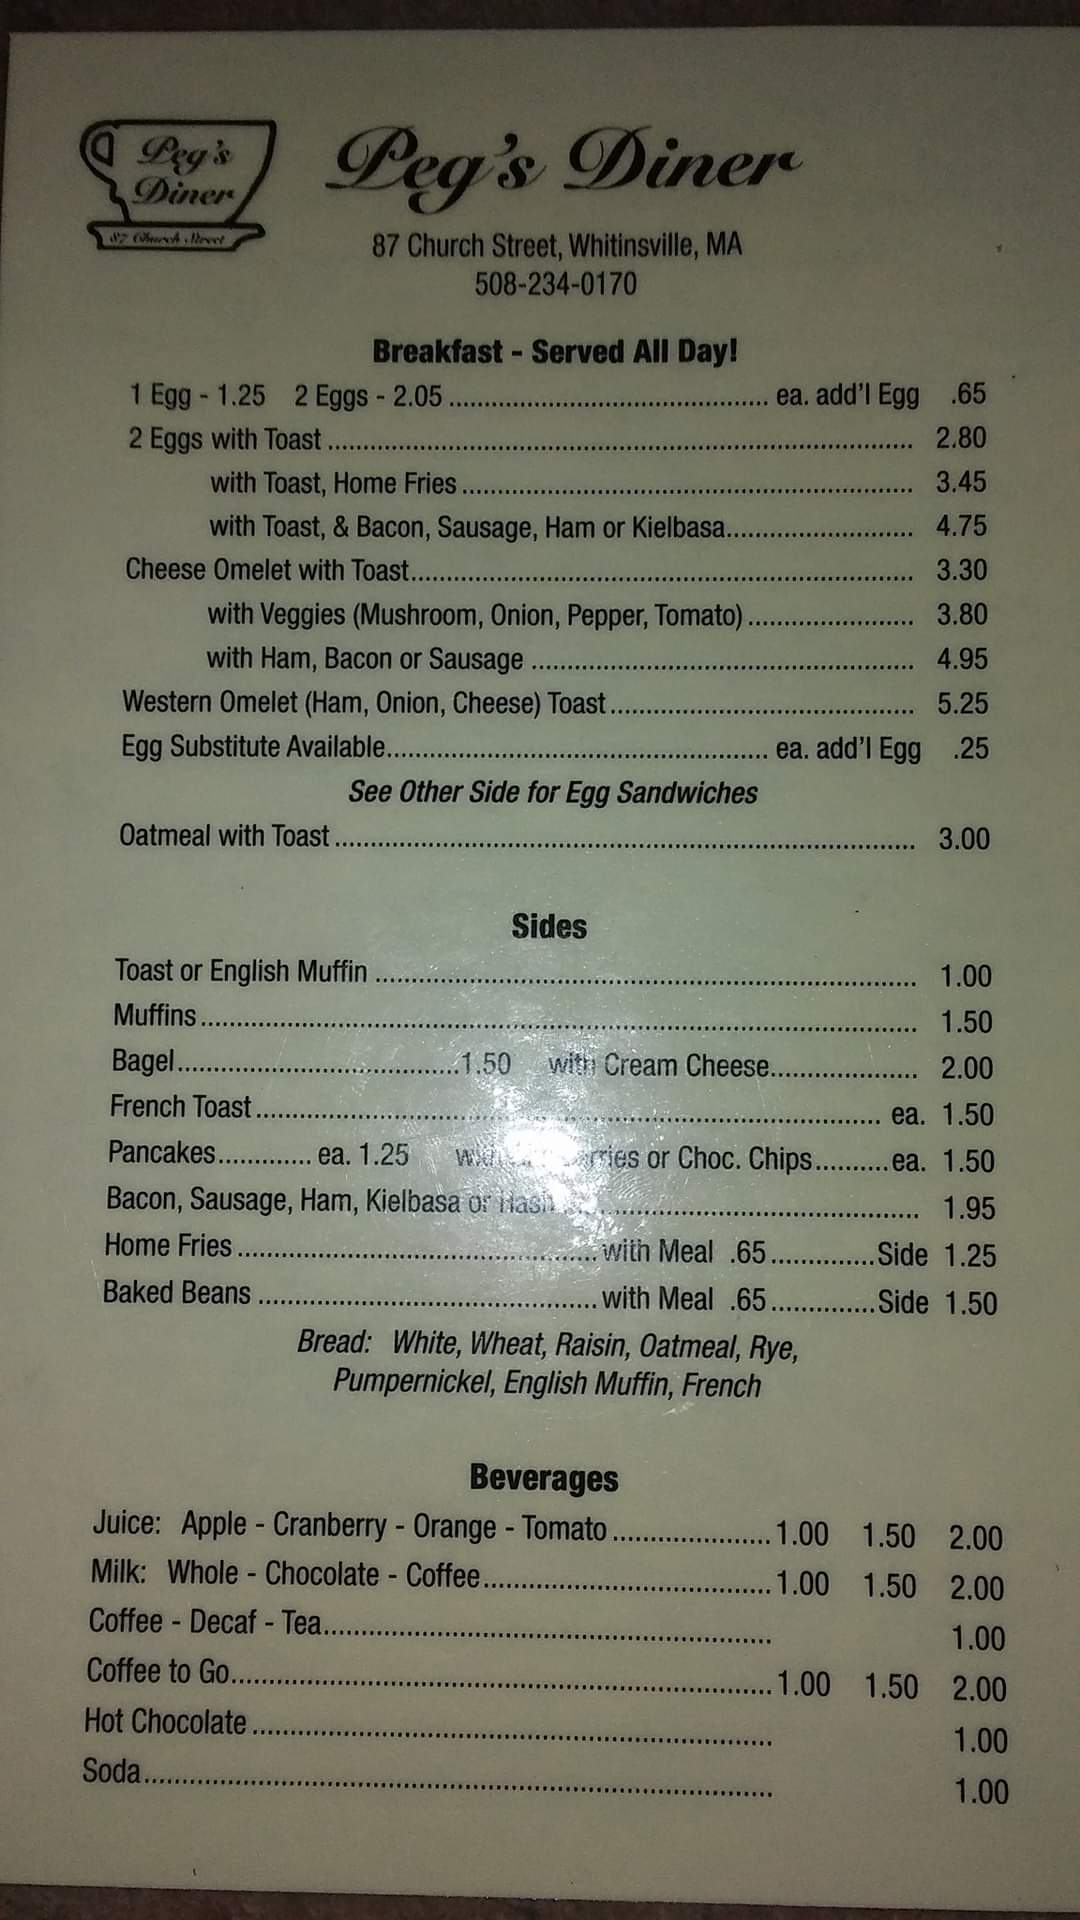 Peg's
Diner
87 Church Street
Peg's Diner
87 Church Street, Whitinsville, MA
508-234-0170
Breakfast - Served All Day!
1 Egg - 1.25 2 Eggs - 2.05 ea. add'l Egg .65
2 Eggs with Toast 2.80
with Toast, Home Fries 3.45
with Toast, & Bacon, Sausage, Ham or Kielbasa 4.75
Cheese Omelet with Toast 3.30
with Veggies (Mushroom, Onion, Pepper, Tomato) 3.80
with Ham, Bacon or Sausage 4.95
Western Omelet (Ham, Onion, Cheese) Toast 5.25
Egg Substitute Available ea. add'l Egg .25
See Other Side for Egg Sandwiches
Oatmeal with Toast 3.00
Sides
Toast or English Muffin 1.00
Muffins 1.50
Bagel 1.50 with Cream Cheese 2.00
French Toast ea. 1.50
Pancakes ea. 1.25 or Choc. Chips ea. 1.50
Bacon, Sausage, Ham, Kielbasa or Hash 1.95
Home Fries with Meal .65 Side 1.25
Baked Beans with Meal .65 Side 1.50
Bread: White, Wheat, Raisin, Oatmeal, Rye,
Pumpernickel, English Muffin, French
Beverages
Juice: Apple - Cranberry - Orange - Tomato 1.00 1.50 2.00
Milk: Whole - Chocolate - Coffee 1.00 1.50 2.00
Coffee - Decaf - Tea 1.00
Coffee to Go 1.00 1.50 2.00
Hot Chocolate 1.00
Soda 1.00